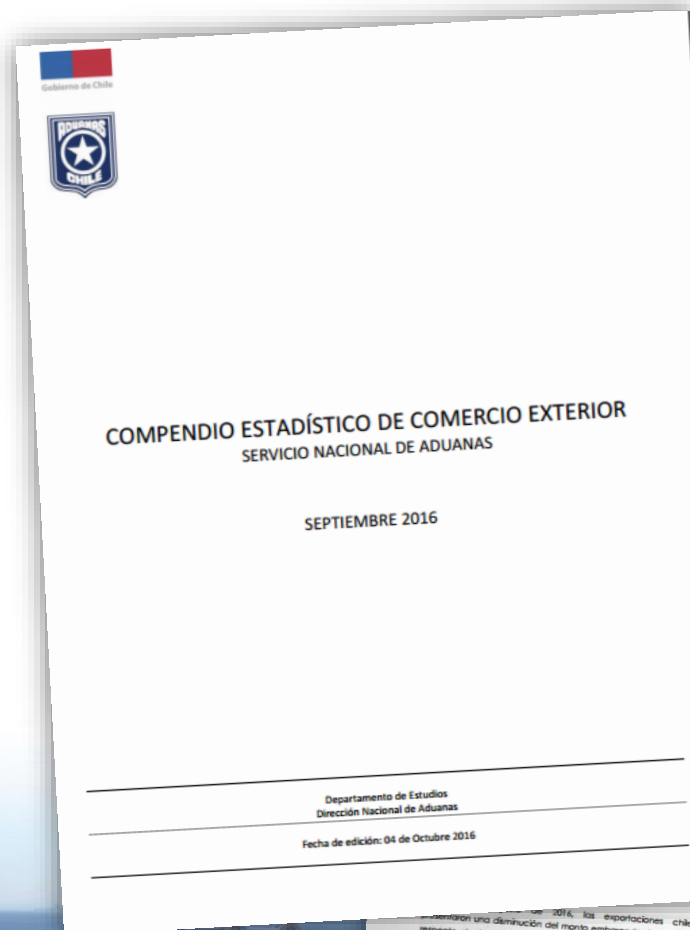 Gobierno de Chile
ADUANAS
CHILE
COMPENDIO ESTADÍSTICO DE COMERCIO EXTERIOR
SERVICIO NACIONAL DE ADUANAS
SEPTIEMBRE 2016
Departamento de Estudios
Dirección Nacional de Aduanas
Fecha de edición: 04 de Octubre 2016
de 2016, las exportaciones
una disminución del monto